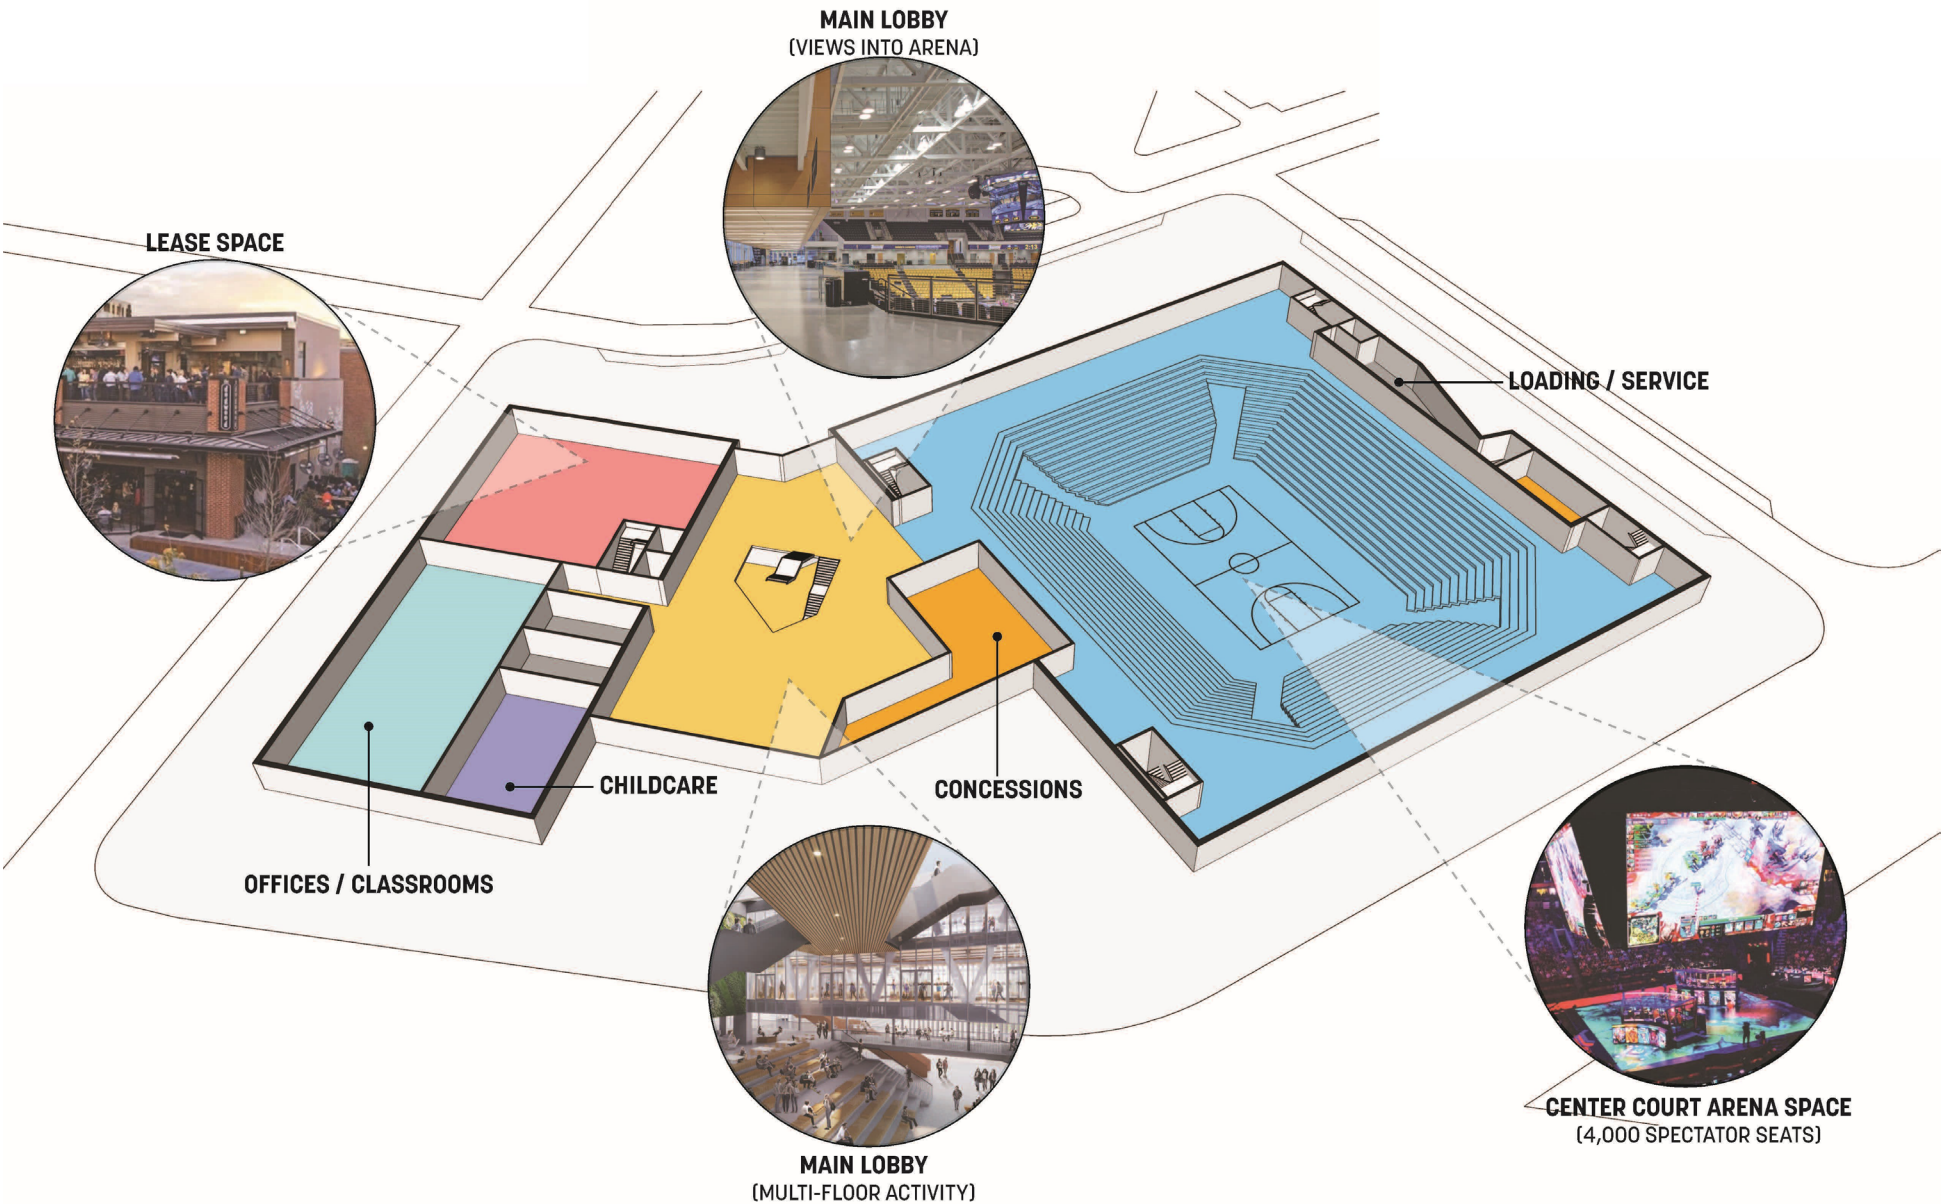 MAIN LOBBY
(VIEWS INTO ARENA)
LEASE SPACE
LOADING / SERVICE
CHILDCARE
CONCESSIONS
OFFICES / CLASSROOMS
CENTER COURT ARENA SPACE
(4,000 SPECTATOR SEATS)
MAIN LOBBY
(MULTI-FLOOR ACTIVITY)